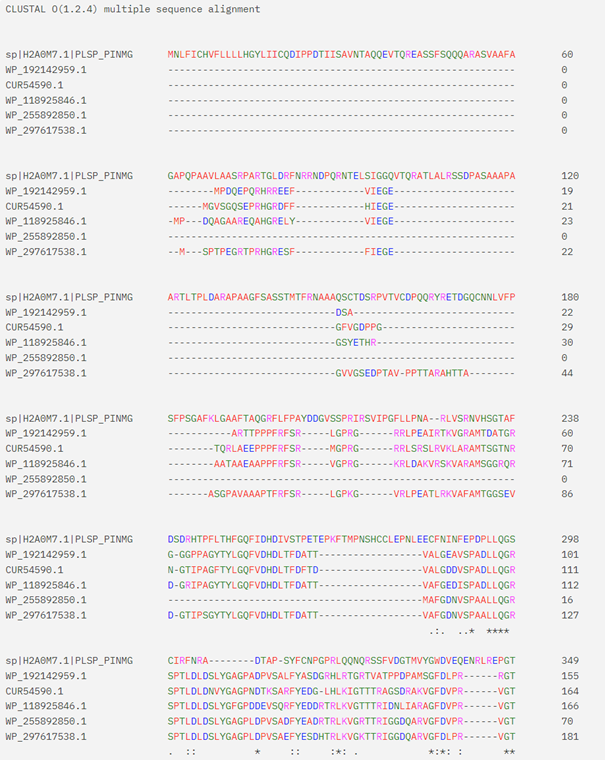 CLUSTAL O(1.2.4) multiple sequence alignment
sp|H2A0M7.1|PLSP_PINMG MNLFICHVFLLLLHGYLIICQDIPPDTIISAVNTAQQEVTQREASSFSQQQARASVAAFA 60
WP_192142959.1 ------------------------------------------------------------ 0
CUR54590.1 ------------------------------------------------------------ 0
WP_118925846.1 ------------------------------------------------------------ 0
WP_255892850.1 ------------------------------------------------------------ 0
WP_297617538.1 ------------------------------------------------------------ 0
sp|H2A0M7.1|PLSP_PINMG GAPQPAAVLAASRPARTGLDRFNRRNDPQRNTELSIGGQVTQRATLALRSSDPASAAAPA 120
WP_192142959.1 --------MPDQEPQRHRREEF------------VIEGE--------------------- 19
CUR54590.1 ------MGVSGQSEPRHGRDFF------------HIEGE--------------------- 21
WP_118925846.1 -MP---DQAGAAREQAHGRELY------------VIEGE--------------------- 23
WP_255892850.1 ------------------------------------------------------------ 0
WP_297617538.1 --M---SPTPEGRTPRHGRESF------------FIEGE--------------------- 22
sp|H2A0M7.1|PLSP_PINMG ARTLTPLDARAPAAGFSASSTMTFRNAAAQSCTDSRPVTVCDPQQRYRETDGQCNNLVFP 180
WP_192142959.1 -----------------------------DSA---------------------------- 22
CUR54590.1 -----------------------------GFVGDPPG----------------------- 29
WP_118925846.1 -----------------------------GSYETHR------------------------ 30
WP_255892850.1 ------------------------------------------------------------ 0
WP_297617538.1 -----------------------------GVVGSEDPTAV-PPTTARAHTTA-------- 44
sp|H2A0M7.1|PLSP_PINMG SFPSGAFKLGAAFTAQGRFLFPAYDDGVSSPRIRSVIPGFLLPNA--RLVSRNVHSGTAF 238
WP_192142959.1 -----------ARTTPPPFRFSR-----LGPRG------RRLPEAIRTKVGRAMTDATGR 60
CUR54590.1 --------TQRLAEEPLPRFRFSR-----MGPRG------RRLSRSLRVKLARAMTSGTNR 70
WP_118925846.1 --------AATAAEAAPPFRFSR-----VGPRG------KRLDAKVRSKVARAMSGGRQR 71
WP_255892850.1 ------------------------------------------------------------ 0
WP_297617538.1 -------ASGPAVAAAPTFRFSR-----LGPKG------VRLPEATLRKVAFAMTGGSEV 86
sp|H2A0M7.1|PLSP_PINMG DSDRHTPFLTHFGQFIDHDIVSTPETEPKFTMPNSHCCLEPNLEECFNINFEPDPLLQGS 298
WP_192142959.1 G-GGPPAGYTYLGQFVDHDLTFDATT------------------VALGEAVSPADLLQGR 101
CUR54590.1 N-GTIPAGFTYLGQFVDHDLTFDFTD------------------VALGDDVSPADLLQGR 111
WP_118925846.1 D-GRIPAGYTYLGQFVDHDLTFDATT------------------VAFGEDISPADLLQGR 112
WP_255892850.1 --------------------------------------------MAFGDNVSPAALLQGR 16
WP_297617538.1 D-GTIPSGYTYLGQFVDHDLTFDATT------------------VAFGDNVSPAALLQGR 127
.:. ..* ****
sp|H2A0M7.1|PLSP_PINMG CIRFNRA--------DTAP-SYFCNPGPRLQQNQRSSFVDGTMVYGWDVEQENRLREPGT 349
WP_192142959.1 SPTLDLDSLYGAGPADPVSALFYASDGRHLRTGRTVATPPDPAMSGFDLPR------RGT 155
CUR54590.1 SPTLDLDNVYGAGPNDTKSARFYEDG-LHLKIGTTTRAGSDRAKVGFDVPR------VGT 164
WP_118925846.1 SPTLDLDSLYGFGPDDEVSQRFYEDDRTRLKVGTTTRIDNLIARAGFDVPR------VGT 166
WP_255892850.1 SPTLDLDSLYGAGPLDPVSADFYEADRTRLKVGRTTRIGGDQARVGFDVPR------VGT 70
WP_297617538.1 SPTLDLDSLYGAGPLDPVSAEFYESDHTRLKVGKTTRIGGDQARVGFDLPR------VGT 181
. :: * :: :*: . *:*: : **